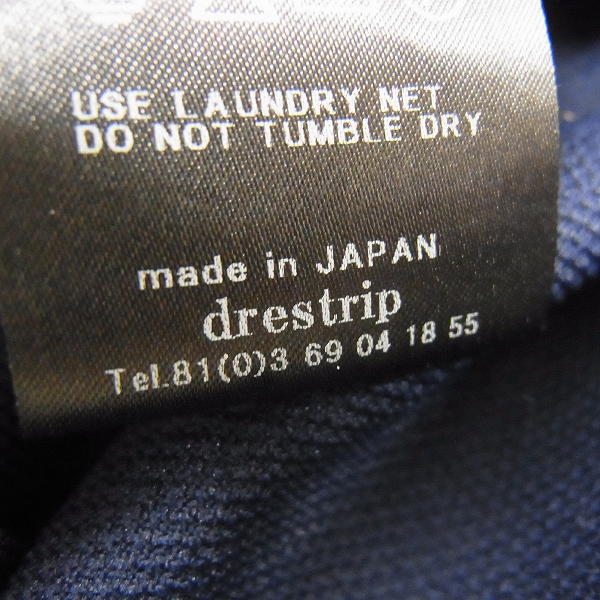 USE LAUNDRY NET
DO NOT TUMBLE DRY
made in JAPAN
drestrip
Tel.81(0)3 69 04 18 55